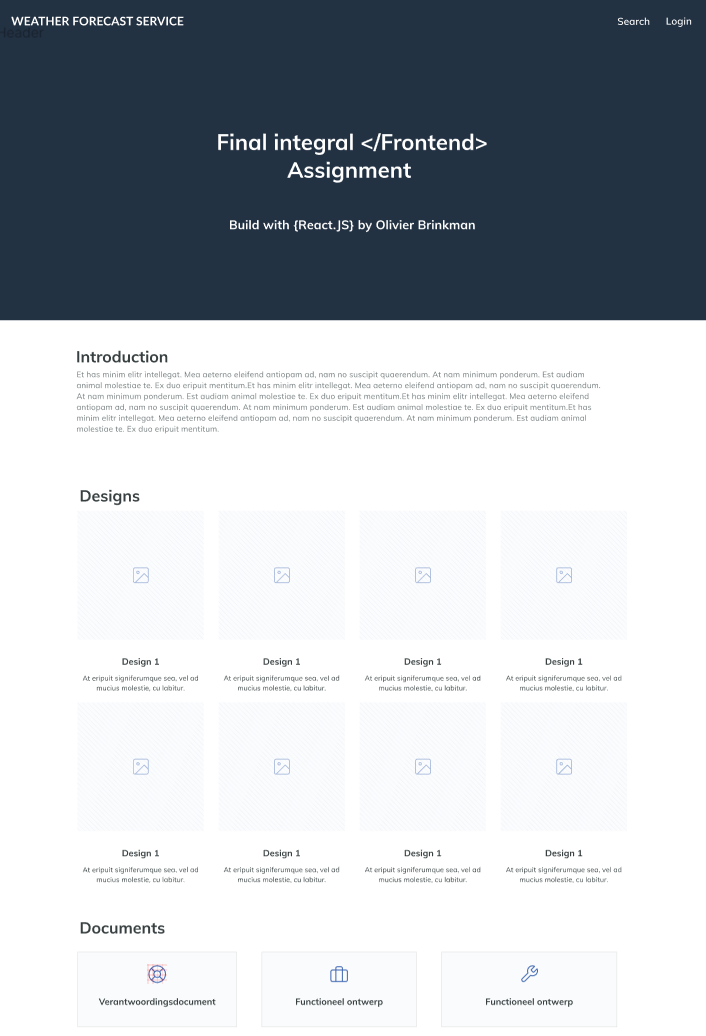 WEATHER FORECAST SERVICE
Search Login
Header
Final integral </Frontend>
Assignment
Build with {React.JS} by Olivier Brinkman
Introduction
Et has minim elitr intellegat. Mea aeterno eleifend antiopam ad, nam no suscipit quaerendum. At nam minimum ponderum. Est audiam
animal molestiae te. Ex duo eripuit mentitum.Et has minim elitr intellegat. Mea aeterno eleifend antiopam ad, nam no suscipit quaerendum.
At nam minimum ponderum. Est audiam animal molestiae te. Ex duo eripuit mentitum.Et has minim elitr intellegat. Mea aeterno eleifend
antiopam ad, nam no suscipit quaerendum. At nam minimum ponderum. Est audiam animal molestiae te. Ex duo eripuit mentitum.Et has
minim elitr intellegat. Mea aeterno eleifend antiopam ad, nam no suscipit quaerendum. At nam minimum ponderum. Est audiam animal
molestiae te. Ex duo eripuit mentitum.
Designs
Design 1 Design 1 Design 1 Design 1
At eripuit signiferumque sea, vel ad At eripuit signiferumque sea, vel ad At eripuit signiferumque sea, vel ad At eripuit signiferumque sea, vel ad
mucius molestie, cu labitur. mucius molestie, cu labitur. mucius molestie, cu labitur. mucius molestie, cu labitur.
Design 1 Design 1 Design 1 Design 1
At eripuit signiferumque sea, vel ad At eripuit signiferumque sea, vel ad At eripuit signiferumque sea, vel ad At eripuit signiferumque sea, vel ad
mucius molestie, cu labitur. mucius molestie, cu labitur. mucius molestie, cu labitur. mucius molestie, cu labitur.
Documents
Verantwoordingsdocument Functioneel ontwerp Functioneel ontwerp